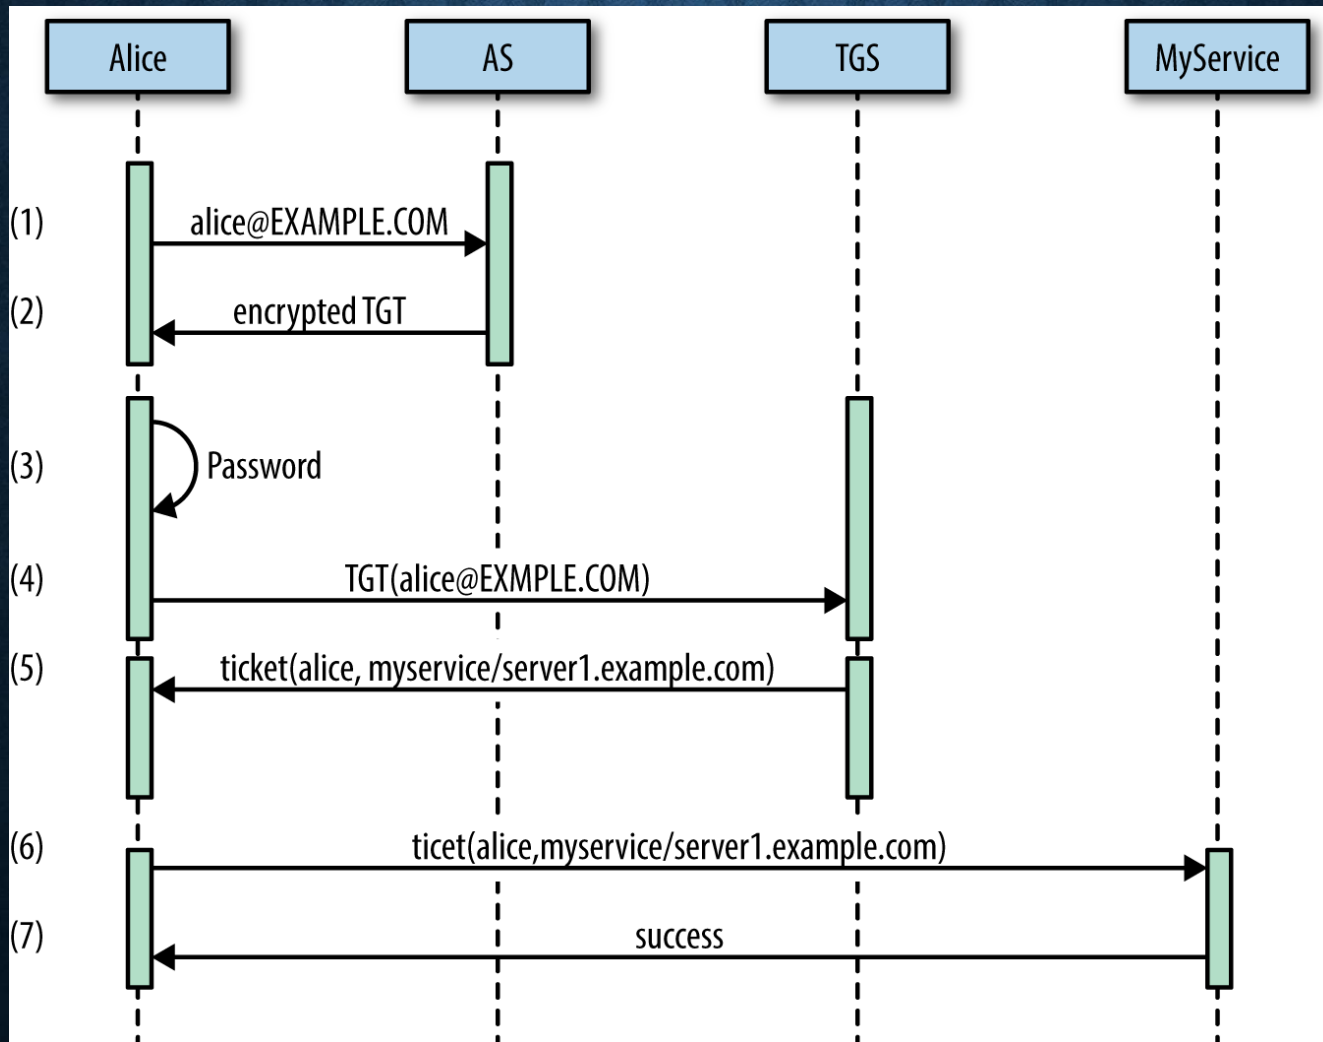 Alice
AS
TGS
MyService
(1)
alice@EXAMPLE.COM
(2)
encrypted TGT
(3)
Password
(4)
TGT(alice@EXMPLE.COM)
(5)
ticket(alice, myservice/server1.example.com)
(6)
ticet(alice,myservice/server1.example.com)
(7)
success